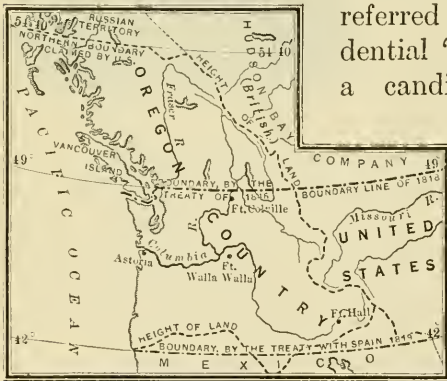 referred
dential
a candi
54°40'
RUSSIAN
TERRITORY
NORTHERN BOUNDARY
CLAIMED BY U.S.
HUDSON BAY
(British)
54°40'
HEIGHT
OF
LAND
OREGON
Fraser R.
PACIFIC OCEAN
VANCOUVER
ISLAND
COMPANY
49°
49°
BOUNDARY, BY THE
TREATY OF 1846
BOUNDARY LINE OF 1818
Ft. Colville
Missouri R.
R.
COUNTRY
UNITED
STATES
Columbia
Astoria
Ft.
Walla Walla
Ft. Hall
HEIGHT OF LAND
42°
42°
BOUNDARY, BY THE TREATY WITH SPAIN 1819
MEXICO